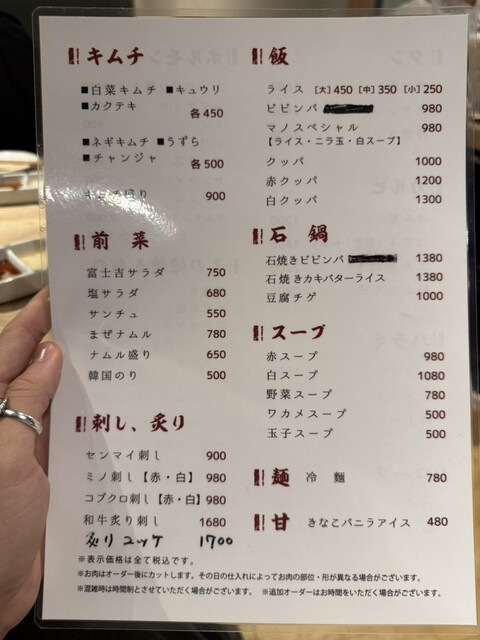 キムチ
■白菜キムチ ■キュウリ
■カクテキ
各450
■ネギキムチ ■うずら
■チャンジャ
各500
キムチ盛り 900
前菜
富士吉サラダ 750
塩サラダ 680
サンチュ 550
まぜナムル 780
ナムル盛り 650
韓国のり 500
刺し、炙り
センマイ刺し 900
ミノ刺し【赤・白】 980
コブクロ刺し【赤・白】 980
和牛炙り刺し 1680
炙りユッケ 1700
飯
ライス [大]450 [中]350 [小]250
ビビンバ 980
マノスペシャル 980
【ライス・ニラ玉・白スープ】
クッパ 1000
赤クッパ 1200
白クッパ 1300
石鍋
石焼きビビンバ 1380
石焼きカキバターライス 1380
豆腐チゲ 1000
スープ
赤スープ 980
白スープ 1080
野菜スープ 780
ワカメスープ 500
玉子スープ 500
麺 冷麺 780
甘 きなこバニラアイス 480
※表示価格は全て税込です。
※お肉はオーダー後にカットします。その日の仕入れによってお肉の部位・形が異なる場合がございます。
※混雑時は時間制とさせていただく場合がございます。 ※追加オーダーはお時間をいただく場合がございます。